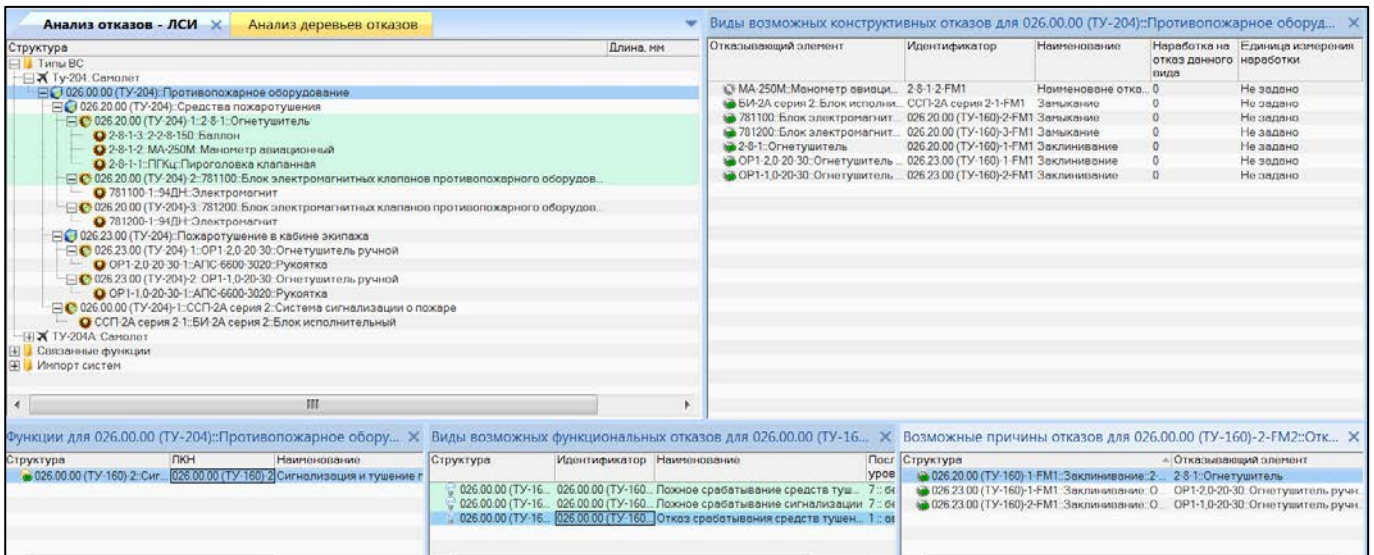 Анализ отказов - ЛСИ
Анализ деревьев отказов
Структура
Длина, мм
Типы ВС
Ту-204::Самолет
026.00.00 (ТУ-204)::Противопожарное оборудование
026.20.00 (ТУ-204)::Средства пожаротушения
026.20.00 (ТУ-204)-1::2-8-1::Огнетушитель
2-8-1-3::2-2-8-150::Баллон
2-8-1-2::МА-250М::Манометр авиационный
2-8-1-1::ПГКц::Пироголовка клапанная
026.20.00 (ТУ-204)-2::781100::Блок электромагнитных клапанов противопожарного оборудов...
781100-1::94ДН::Электромагнит
026.20.00 (ТУ-204)-3::781200::Блок электромагнитных клапанов противопожарного оборудов...
781200-1::94ДН::Электромагнит
026.23.00 (ТУ-204)::Пожаротушение в кабине экипажа
026.23.00 (ТУ-204)-1::ОР1-2,0-20-30::Огнетушитель ручной
ОР1-2,0-20-30-1::АПС-6600-3020::Рукоятка
026.23.00 (ТУ-204)-2::ОР1-1,0-20-30::Огнетушитель ручной
ОР1-1,0-20-30-1::АПС-6600-3020::Рукоятка
026.00.00 (ТУ-204)-1::ССП-2А серия 2::Система сигнализации о пожаре
ССП-2А серия 2-1::БИ-2А серия 2::Блок исполнительный
ТУ-204А::Самолет
Связанные функции
Импорт систем
Виды возможных конструктивных отказов для 026.00.00 (ТУ-204)::Противопожарное оборуд...
Отказывающий элемент Идентификатор Наименование Наработка на отказ данного вида Единица измерения наработки
МА-250М::Манометр авиаци... 2-8-1-2-FM1 Наименование отка... 0 Не задано
БИ-2А серия 2::Блок исполни... ССП-2А серия 2-1-FM1 Замыкание 0 Не задано
781100::Блок электромагнит... 026.20.00 (ТУ-160)-2-FM1 Замыкание 0 Не задано
781200::Блок электромагнит... 026.20.00 (ТУ-160)-3-FM1 Замыкание 0 Не задано
2-8-1::Огнетушитель 026.20.00 (ТУ-160)-1-FM1 Заклинивание 0 Не задано
ОР1-2,0-20-30::Огнетушитель ... 026.23.00 (ТУ-160)-1-FM1 Заклинивание 0 Не задано
ОР1-1,0-20-30::Огнетушитель ... 026.23.00 (ТУ-160)-2-FM1 Заклинивание 0 Не задано
Функции для 026.00.00 (ТУ-204)::Противопожарное обору...
Структура ЛКН Наименование
026.00.00 (ТУ-160)-2::Сиг... 026.00.00 (ТУ-160)-2 Сигнализация и тушение п
Виды возможных функциональных отказов для 026.00.00 (ТУ-16...
Структура Идентификатор Наименование Посл уров
026.00.00 (ТУ-16... 026.00.00 (ТУ-160... Ложное срабатывание средств туш... 7 :: бе
026.00.00 (ТУ-16... 026.00.00 (ТУ-160... Ложное срабатывание сигнализации 7 :: бе
026.00.00 (ТУ-16... 026.00.00 (ТУ-160... Отказ срабатывания средств тушен... 1 :: ав
Возможные причины отказов для 026.00.00 (ТУ-160)-2-FM2::Отк...
Структура Отказывающий элемент
026.20.00 (ТУ-160)-1-FM1::Заклинивание::2-... 2-8-1::Огнетушитель
026.23.00 (ТУ-160)-1-FM1::Заклинивание::О... ОР1-2,0-20-30::Огнетушитель ручн...
026.23.00 (ТУ-160)-2-FM1::Заклинивание::О... ОР1-1,0-20-30::Огнетушитель ручн...